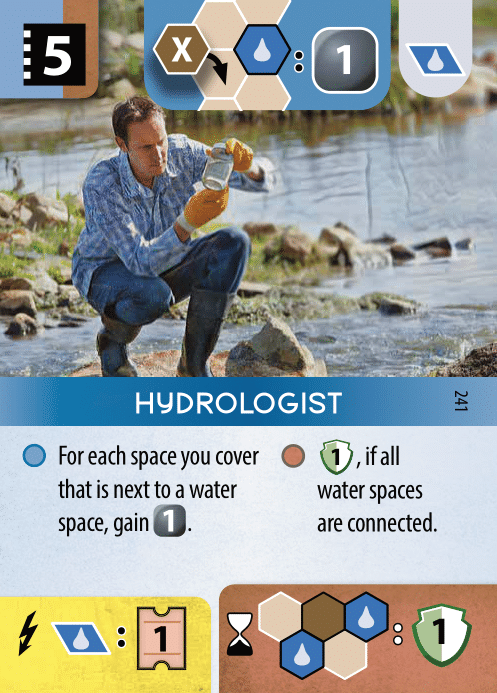 5
X
: 1
HYDROLOGIST
241
For each space you cover
that is next to a water
space, gain 1.
1, if all
water spaces
are connected.
: 1
: 1